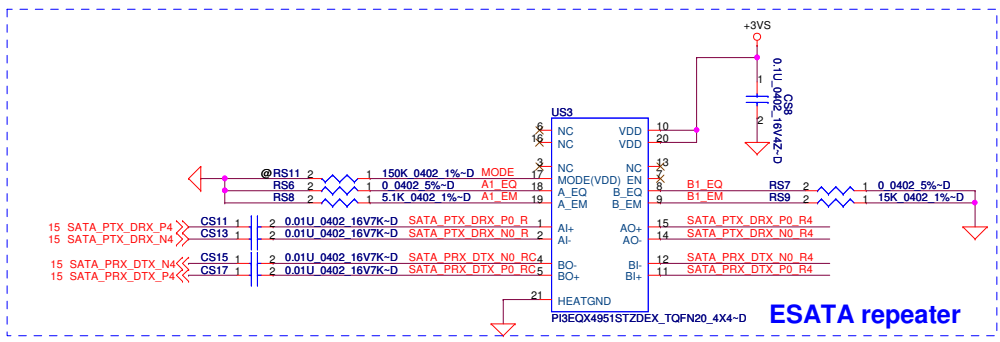 +3VS
1
0.1U_0402_16V4Z~D
CS8
2
US3
6 NC VDD 10
16 NC VDD 20
3 NC NC 13
@RS11 2 1 150K_0402_1%~D MODE 17 MODE(VDD) EN 7
RS6 2 1 0_0402_5%~D A1_EQ 18 A_EQ B_EQ 8 B1_EQ RS7 2 1 0_0402_5%~D
RS8 2 1 5.1K_0402_1%~D A1_EM 19 A_EM B_EM 9 B1_EM RS9 2 1 15K_0402_1%~D
15 SATA_PTX_DRX_P4 CS11 1 2 0.01U_0402_16V7K~D SATA_PTX_DRX_P0_R 1 AI+ AO+ 15 SATA_PTX_DRX_P0_R4
15 SATA_PTX_DRX_N4 CS13 1 2 0.01U_0402_16V7K~D SATA_PTX_DRX_N0_R 2 AI- AO- 14 SATA_PTX_DRX_N0_R4
15 SATA_PRX_DTX_N4 CS15 1 2 0.01U_0402_16V7K~D SATA_PRX_DTX_N0_RC 4 BO- BI- 12 SATA_PRX_DTX_N0_R4
15 SATA_PRX_DTX_P4 CS17 1 2 0.01U_0402_16V7K~D SATA_PRX_DTX_P0_RC 5 BO+ BI+ 11 SATA_PRX_DTX_P0_R4
21 HEATGND
PI3EQX4951STZDEX_TQFN20_4X4~D
ESATA repeater